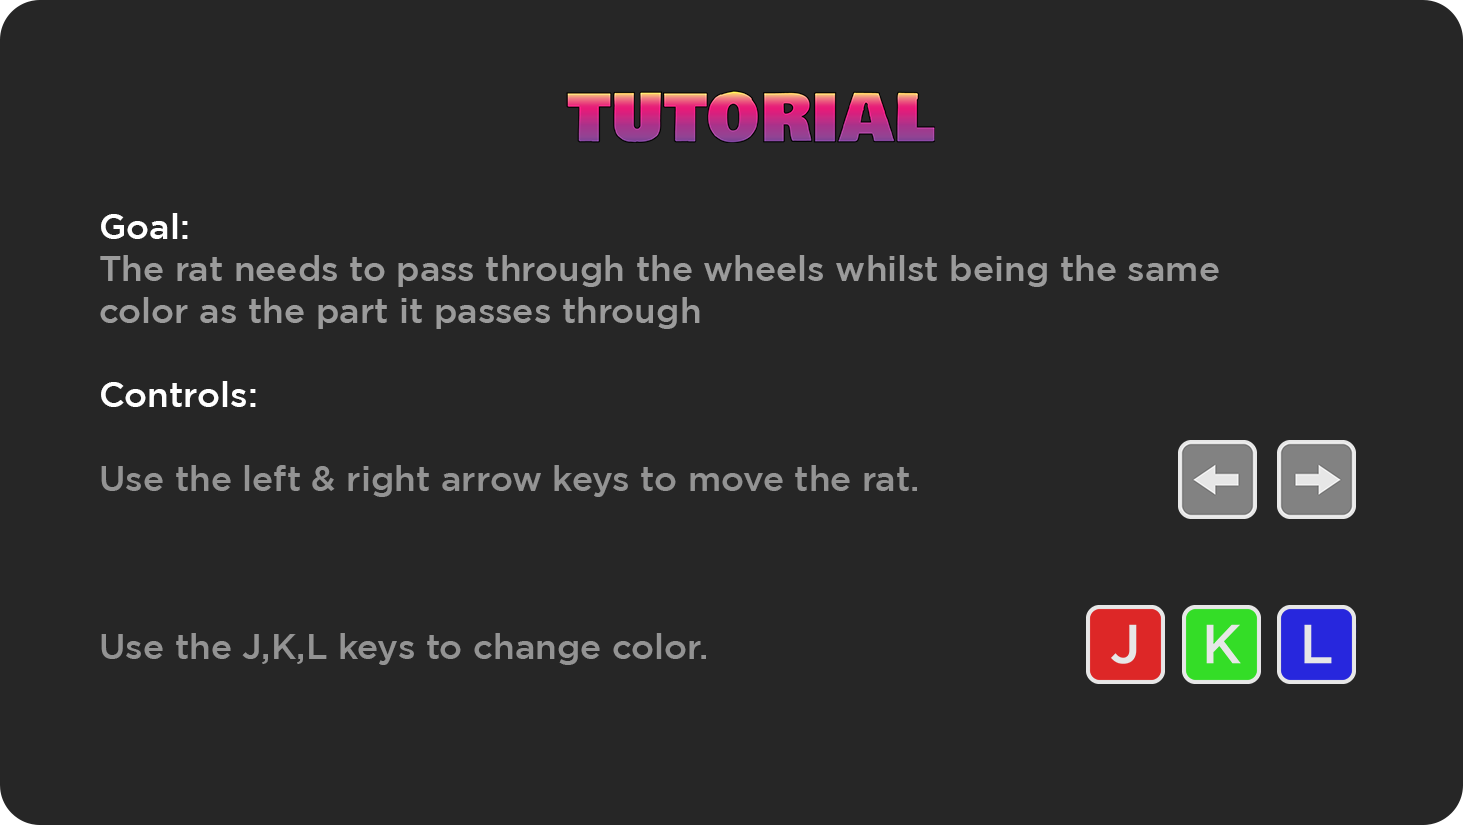 TUTORIAL
Goal:
The rat needs to pass through the wheels whilst being the same
color as the part it passes through
Controls:
Use the left & right arrow keys to move the rat.
Use the J,K,L keys to change color.
J K L